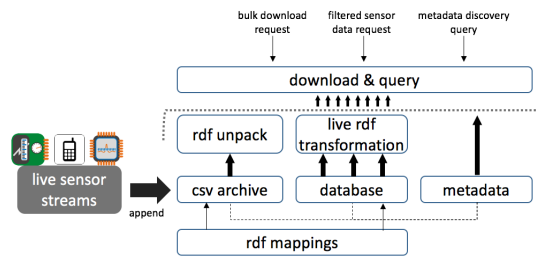 bulk download
request
filtered sensor
data request
metadata discovery
query
download & query
rdf unpack
live rdf
transformation
live sensor
streams
append
csv archive
database
metadata
rdf mappings